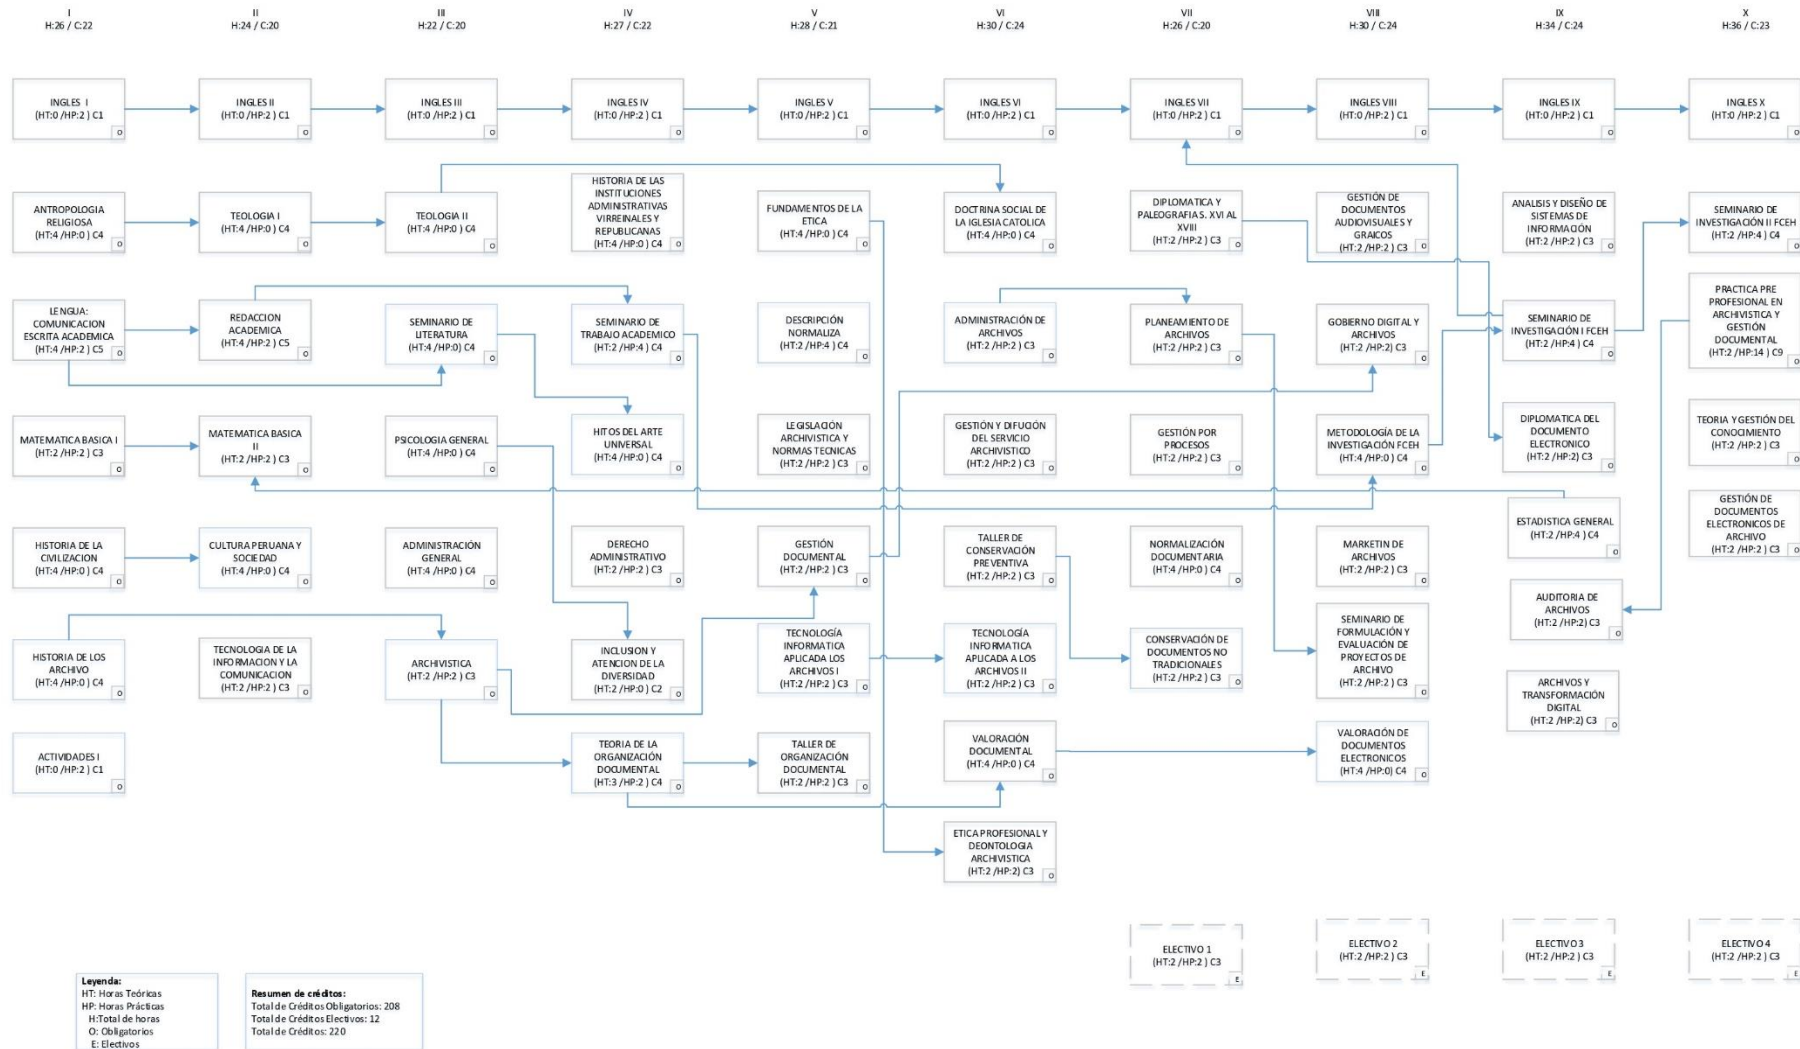 I
H:26 / C:22
II
H:24 / C:20
III
H:22 / C:20
IV
H:27 / C:22
V
H:28 / C:21
VI
H:30 / C:24
VII
H:26 / C:20
VIII
H:30 / C:24
IX
H:34 / C:24
X
H:36 / C:23
INGLES I
(HT:0 /HP:2 ) C1
O
INGLES II
(HT:0 /HP:2 ) C1
O
INGLES III
(HT:0 /HP:2 ) C1
O
INGLES IV
(HT:0 /HP:2 ) C1
O
INGLES V
(HT:0 /HP:2 ) C1
O
INGLES VI
(HT:0 /HP:2 ) C1
O
INGLES VII
(HT:0 /HP:2 ) C1
O
INGLES VIII
(HT:0 /HP:2 ) C1
O
INGLES IX
(HT:0 /HP:2 ) C1
O
INGLES X
(HT:0 /HP:2 ) C1
O
ANTROPOLOGIA
RELIGIOSA
(HT:4 /HP:0 ) C4
O
TEOLOGIA I
(HT:4 /HP:0 ) C4
O
TEOLOGIA II
(HT:4 /HP:0 ) C4
O
HISTORIA DE LAS
INSTITUCIONES
ADMINISTRATIVAS
VIRREINALES Y
REPUBLICANAS
(HT:4 /HP:0 ) C4
O
FUNDAMENTOS DE LA
ETICA
(HT:4 /HP:0 ) C4
O
DOCTRINA SOCIAL DE
LA IGLESIA CATOLICA
(HT:4 /HP:0 ) C4
O
DIPLOMATICA Y
PALEOGRAFIA S. XVI AL
XVIII
(HT:2 /HP:2 ) C3
O
GESTIÓN DE
DOCUMENTOS
AUDIOVISUALES Y
GRAICOS
(HT:2 /HP:2 ) C3
O
ANALISIS Y DISEÑO DE
SISTEMAS DE
INFORMACIÓN
(HT:2 /HP:2 ) C3
O
SEMINARIO DE
INVESTIGACIÓN II FCEH
(HT:2 /HP:4 ) C4
O
LENGUA:
COMUNICACION
ESCRITA ACADEMICA
(HT:4 /HP:2 ) C5
O
REDACCION
ACADEMICA
(HT:4 /HP:2 ) C5
O
SEMINARIO DE
LITERATURA
(HT:4 /HP:0) C4
O
SEMINARIO DE
TRABAJO ACADEMICO
(HT:2 /HP:4 ) C4
O
DESCRIPCIÓN
NORMALIZA
(HT:2 /HP:4 ) C4
O
ADMINISTRACIÓN DE
ARCHIVOS
(HT:2 /HP:2 ) C3
O
PLANEAMIENTO DE
ARCHIVOS
(HT:2 /HP:2 ) C3
O
GOBIERNO DIGITAL Y
ARCHIVOS
(HT:2 /HP:2) C3
O
SEMINARIO DE
INVESTIGACIÓN I FCEH
(HT:2 /HP:4 ) C4
O
PRACTICA PRE
PROFESIONAL EN
ARCHIVISTICA Y
GESTIÓN
DOCUMENTAL
(HT:2 /HP:14 ) C9
O
MATEMATICA BASICA I
(HT:2 /HP:2 ) C3
O
MATEMATICA BASICA
II
(HT:2 /HP:2 ) C3
O
PSICOLOGIA GENERAL
(HT:4 /HP:0 ) C4
O
HITOS DEL ARTE
UNIVERSAL
(HT:4 /HP:0 ) C4
O
LEGISLACIÓN
ARCHIVISTICA Y
NORMAS TECNICAS
(HT:2 /HP:2 ) C3
O
GESTIÓN Y DIFUCIÓN
DEL SERVICIO
ARCHIVISTICO
(HT:2 /HP:2 ) C3
O
GESTIÓN POR
PROCESOS
(HT:2 /HP:2 ) C3
O
METODOLOGÍA DE LA
INVESTIGACIÓN FCEH
(HT:4 /HP:0 ) C4
O
DIPLOMATICA DEL
DOCUMENTO
ELECTRONICO
(HT:2 /HP:2) C3
O
TEORIA Y GESTIÓN DEL
CONOCIMIENTO
(HT:2 /HP:2 ) C3
O
HISTORIA DE LA
CIVILIZACION
(HT:4 /HP:0 ) C4
O
CULTURA PERUANA Y
SOCIEDAD
(HT:4 /HP:0 ) C4
O
ADMINISTRACIÓN
GENERAL
(HT:4 /HP:0 ) C4
O
DERECHO
ADMINISTRATIVO
(HT:2 /HP:2 ) C3
O
GESTIÓN
DOCUMENTAL
(HT:2 /HP:2 ) C3
O
TALLER DE
CONSERVACIÓN
PREVENTIVA
(HT:2 /HP:2 ) C3
O
NORMALIZACIÓN
DOCUMENTARIA
(HT:4 /HP:0 ) C4
O
MARKETIN DE
ARCHIVOS
(HT:2 /HP:2 ) C3
O
ESTADISTICA GENERAL
(HT:2 /HP:4 ) C4
O
GESTIÓN DE
DOCUMENTOS
ELECTRONICOS DE
ARCHIVO
(HT:2 /HP:2 ) C3
O
AUDITORIA DE
ARCHIVOS
(HT:2 /HP:2) C3
O
HISTORIA DE LOS
ARCHIVO
(HT:4 /HP:0 ) C4
O
TECNOLOGIA DE LA
INFORMACION Y LA
COMUNICACION
(HT:2 /HP:2 ) C3
O
ARCHIVISTICA
(HT:2 /HP:2 ) C3
O
INCLUSION Y
ATENCION DE LA
DIVERSIDAD
(HT:2 /HP:0 ) C2
O
TECNOLOGÍA
INFORMATICA
APLICADA LOS
ARCHIVOS I
(HT:2 /HP:2 ) C3
O
TECNOLOGÍA
INFORMATICA
APLICADA A LOS
ARCHIVOS II
(HT:2 /HP:2 ) C3
O
CONSERVACIÓN DE
DOCUMENTOS NO
TRADICIONALES
(HT:2 /HP:2 ) C3
O
SEMINARIO DE
FORMULACIÓN Y
EVALUACIÓN DE
PROYECTOS DE
ARCHIVO
(HT:2 /HP:2 ) C3
O
ARCHIVOS Y
TRANSFORMACIÓN
DIGITAL
(HT:2 /HP:2) C3
O
ACTIVIDADES I
(HT:0 /HP:2 ) C1
O
TEORIA DE LA
ORGANIZACIÓN
DOCUMENTAL
(HT:3 /HP:2 ) C4
O
TALLER DE
ORGANIZACIÓN
DOCUMENTAL
(HT:2 /HP:2 ) C3
O
VALORACIÓN
DOCUMENTAL
(HT:4 /HP:0 ) C4
O
VALORACIÓN DE
DOCUMENTOS
ELECTRONICOS
(HT:4 /HP:0) C4
O
ETICA PROFESIONAL Y
DEONTOLOGIA
ARCHIVISTICA
(HT:2 /HP:2) C3
O
ELECTIVO 1
(HT:2 /HP:2 ) C3
E
ELECTIVO 2
(HT:2 /HP:2 ) C3
E
ELECTIVO 3
(HT:2 /HP:2 ) C3
E
ELECTIVO 4
(HT:2 /HP:2 ) C3
E
Leyenda:
HT: Horas Teóricas
HP: Horas Prácticas
H:Total de horas
O: Obligatorios
E: Electivos
Resumen de créditos:
Total de Créditos Obligatorios: 208
Total de Créditos Electivos: 12
Total de Créditos: 220